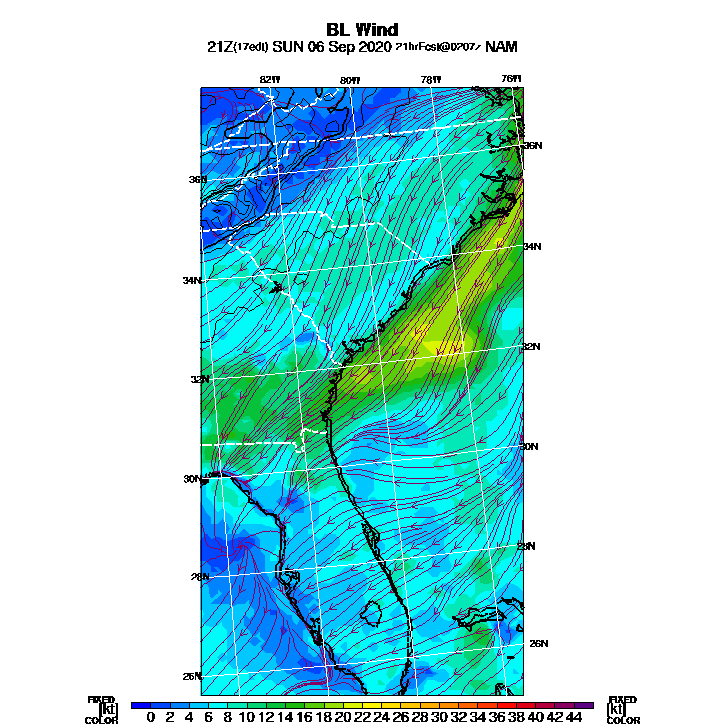 BL Wind
21Z(17edt) SUN 06 Sep 2020 21hrFcst@0207z NAM
82W 80W 78W 76W
36N
36N
34N
34N
32N
32N
30N
30N
28N
28N
26N
26N
FIXED FIXED
[kt] 0 2 4 6 8 10 12 14 16 18 20 22 24 26 28 30 32 34 36 38 40 42 44 [kt]
COLOR COLOR